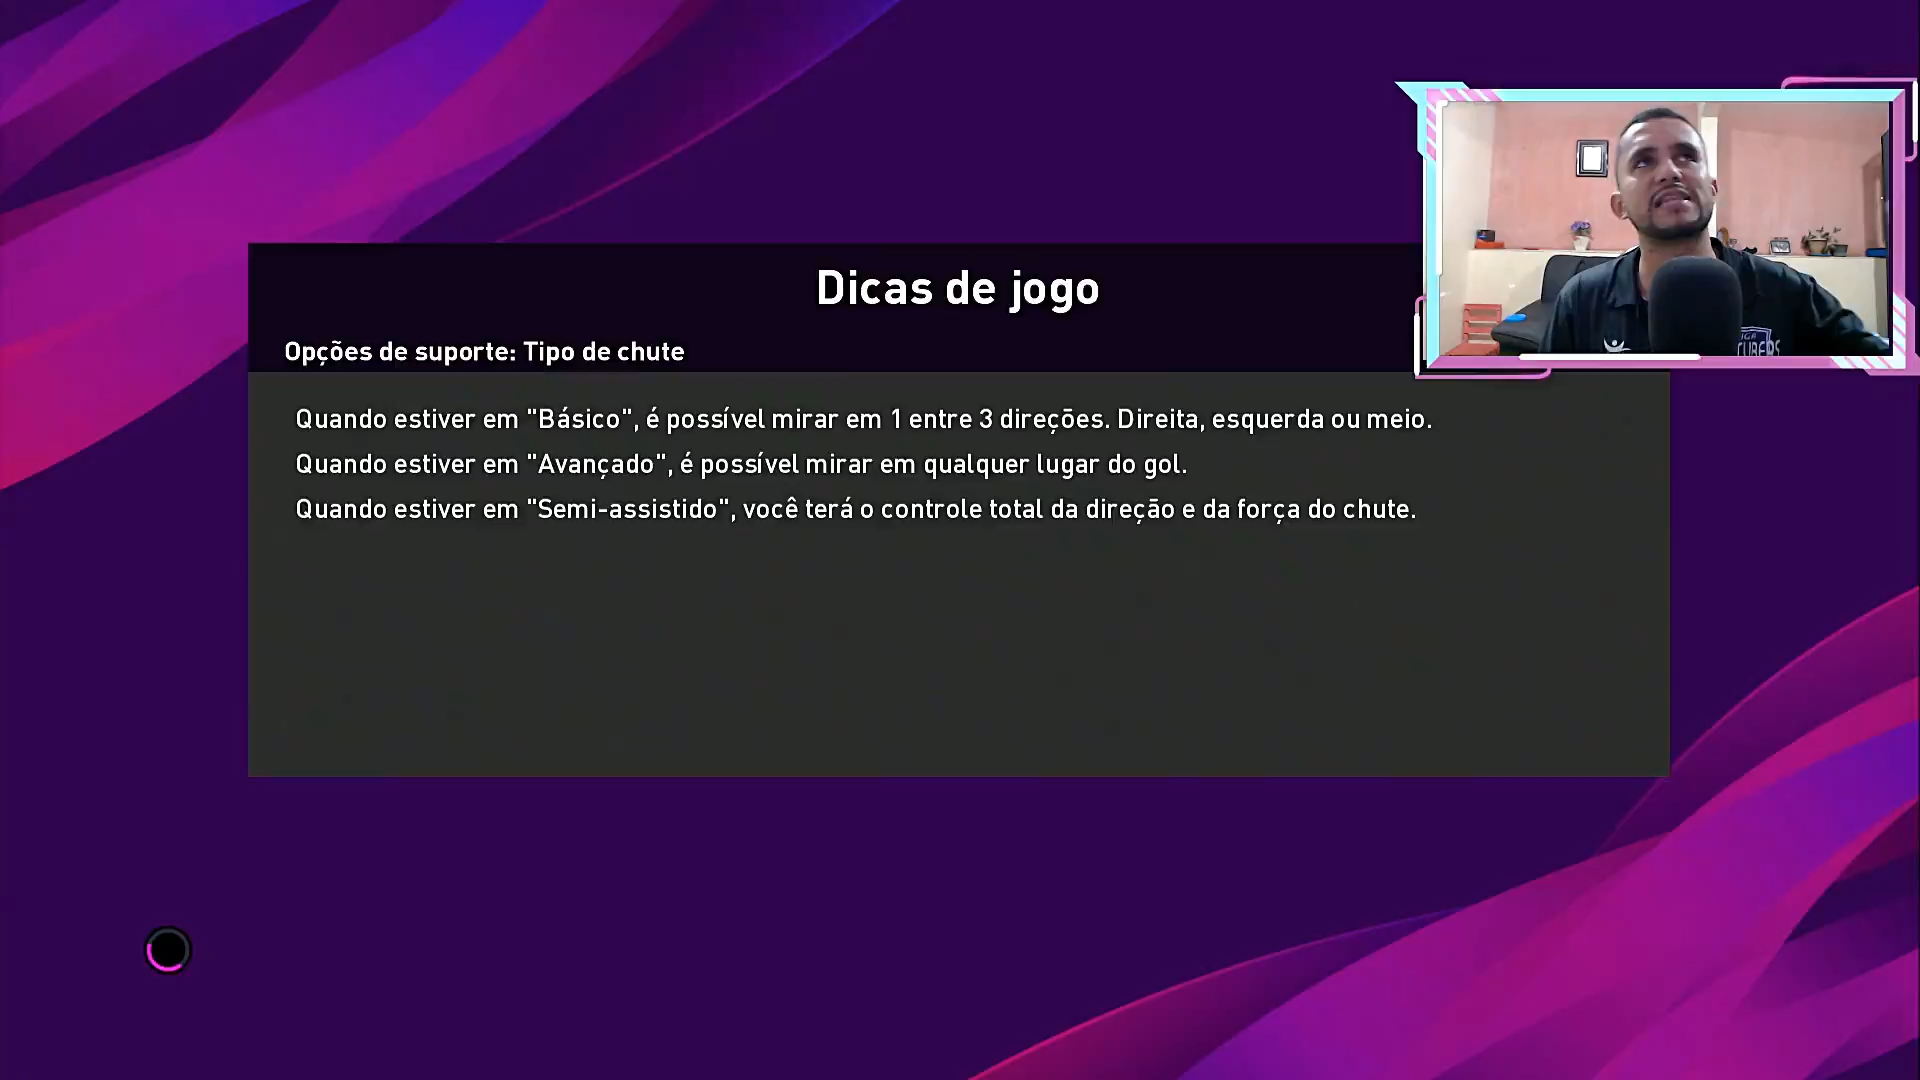 Dicas de jogo
Opções de suporte: Tipo de chute
Quando estiver em "Básico", é possível mirar em 1 entre 3 direções. Direita, esquerda ou meio.
Quando estiver em "Avançado", é possível mirar em qualquer lugar do gol.
Quando estiver em "Semi-assistido", você terá o controle total da direção e da força do chute.